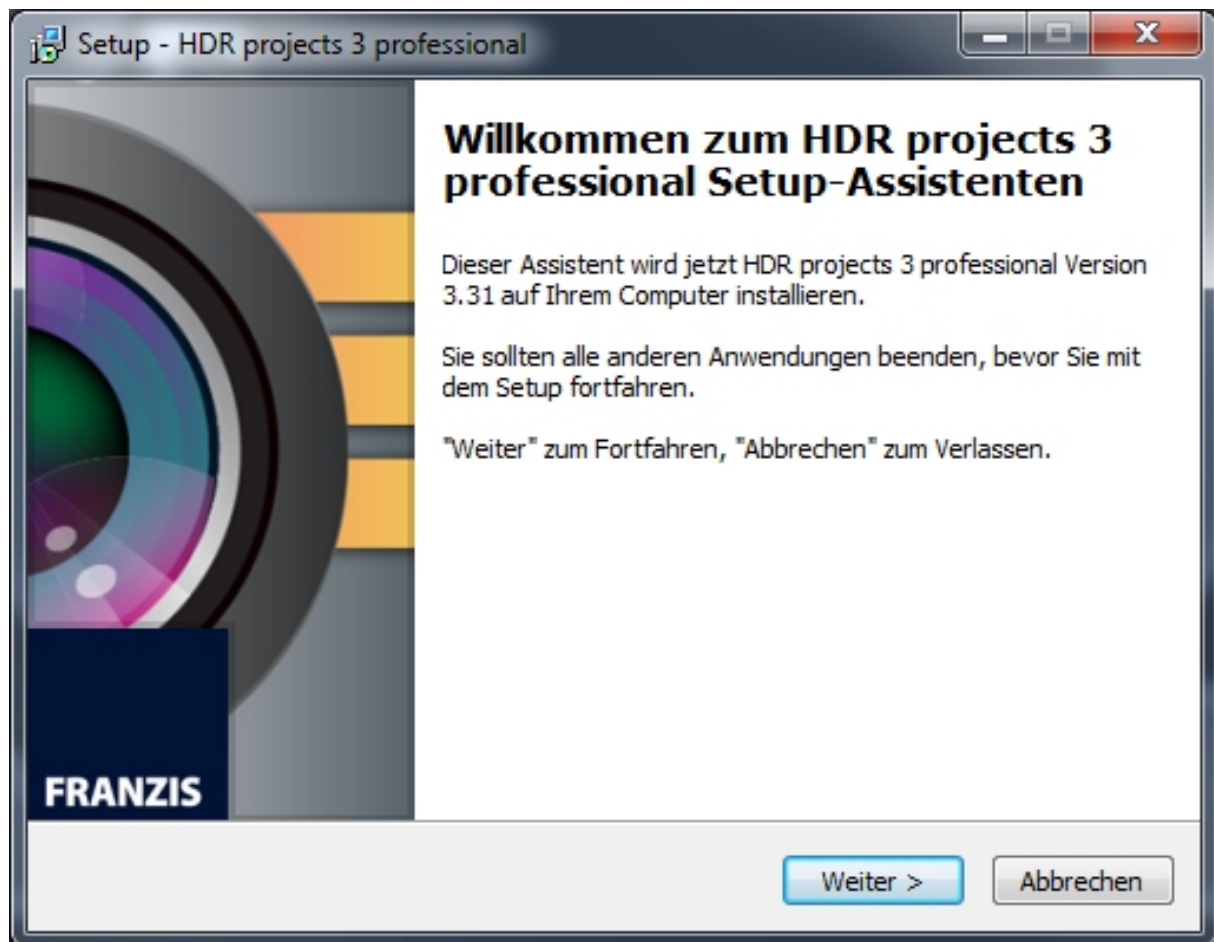 Setup - HDR projects 3 professional
Willkommen zum HDR projects 3
professional Setup-Assistenten
Dieser Assistent wird jetzt HDR projects 3 professional Version
3.31 auf Ihrem Computer installieren.
Sie sollten alle anderen Anwendungen beenden, bevor Sie mit
dem Setup fortfahren.
"Weiter" zum Fortfahren, "Abbrechen" zum Verlassen.
FRANZIS
Weiter >
Abbrechen